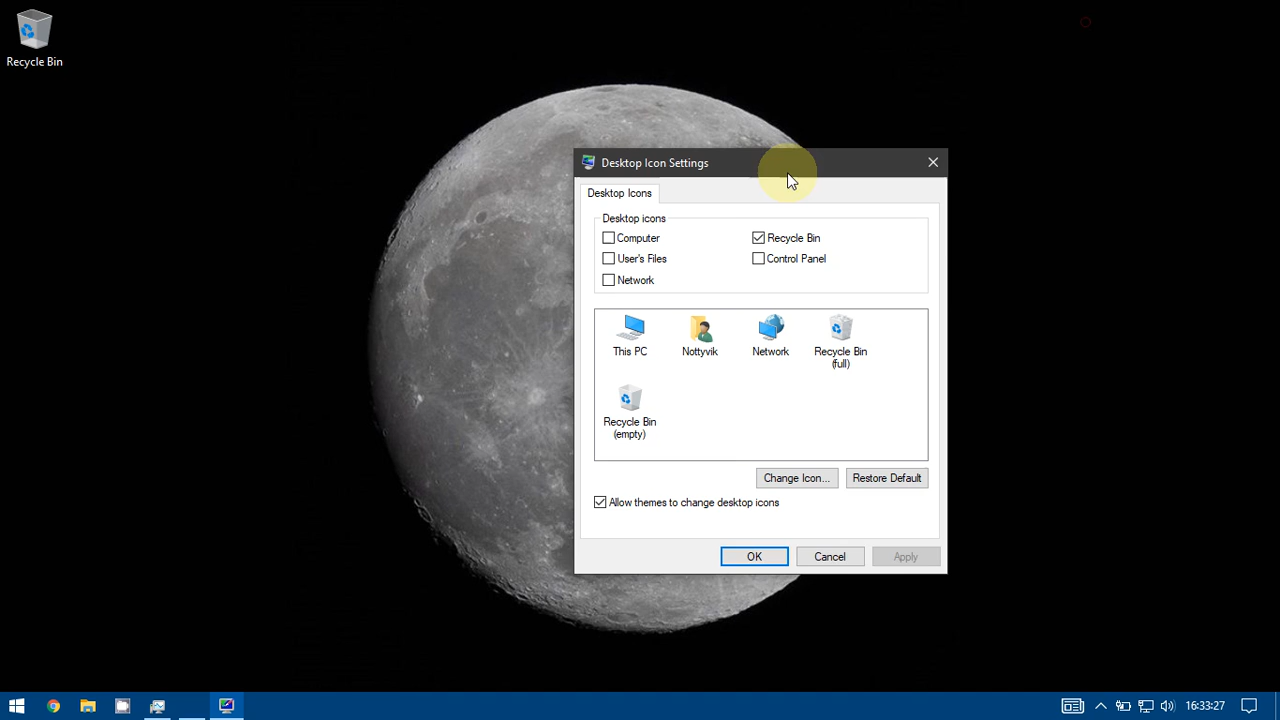 Recycle Bin
Desktop Icon Settings
Desktop Icons
Desktop icons
Computer
Recycle Bin
User's Files
Control Panel
Network
This PC
Nottyvik
Network
Recycle Bin
(full)
Recycle Bin
(empty)
Change Icon...
Restore Default
Allow themes to change desktop icons
OK
Cancel
Apply
16:33:27